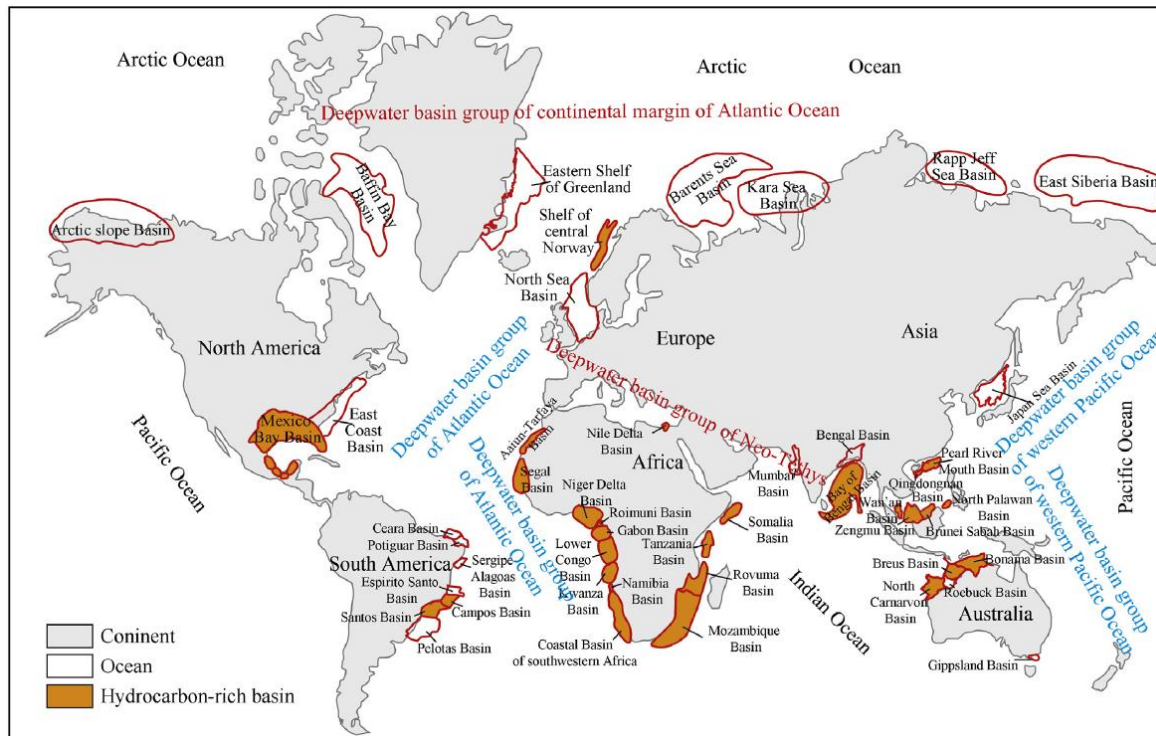 Arctic Ocean
Arctic
Ocean
Deepwater basin group of continental margin of Atlantic Ocean
Baffin Bay
Basin
Eastern Shelf
of Greenland
Barents Sea
Basin
Kara Sea
Basin
Rapp Jeff
Sea Basin
East Siberia Basin
Arctic slope Basin
Shelf of
central
Norway
North Sea
Basin
North America
Europe
Asia
Deepwater basin group
of Atlantic Ocean
Deepwater basin group of Neo-Tethys
Japan Sea Basin
Deepwater basin group
of western Pacific Ocean
Pacific Ocean
Mexico
Bay Basin
East
Coast
Basin
Aaiun-Tarfaya
Basin
Nile Delta
Basin
Africa
Mumbai
Basin
Bengal Basin
Bay of
Bengal Basin
Pearl River
Mouth Basin
Qingdongnan
Basin
Wan'an
Basin
North Palawan
Basin
Zengmu Basin
Brunei Sabah Basin
Pacific Ocean
Segal
Basin
Deepwater basin group
of Atlantic Ocean
Niger Delta
Basin
Roimuni Basin
Gabon Basin
Lower
Congo
Basin
Kwanza
Basin
Namibia
Basin
Somalia
Basin
Tanzania
Basin
Rovuma
Basin
Mozambique
Basin
Coastal Basin
of southwestern Africa
Indian Ocean
Deepwater basin group
of western Pacific Ocean
Ceara Basin
Potiguar Basin
South America
Sergipe
Alagoas
Basin
Espirito Santo
Basin
Santos Basin
Campos Basin
Pelotas Basin
Breus Basin
Bonama Basin
North
Carnarvon
Basin
Roebuck Basin
Australia
Gippsland Basin
Coninent
Ocean
Hydrocarbon-rich basin